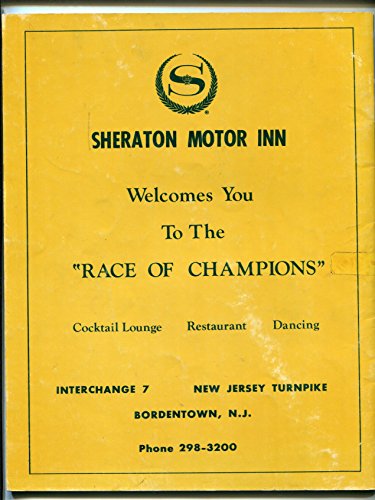 S
®
SHERATON MOTOR INN
Welcomes You
To The
"RACE OF CHAMPIONS"
Cocktail Lounge Restaurant Dancing
INTERCHANGE 7 NEW JERSEY TURNPIKE
BORDENTOWN, N.J.
Phone 298-3200